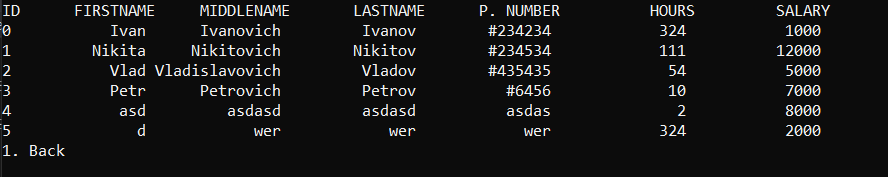 ID FIRSTNAME MIDDLENAME LASTNAME P. NUMBER HOURS SALARY
0 Ivan Ivanovich Ivanov #234234 324 1000
1 Nikita Nikitovich Nikitov #234534 111 12000
2 Vlad Vladislavovich Vladov #435435 54 5000
3 Petr Petrovich Petrov #6456 10 7000
4 asd asdasd asdasd asdas 2 8000
5 d wer wer wer 324 2000
1. Back